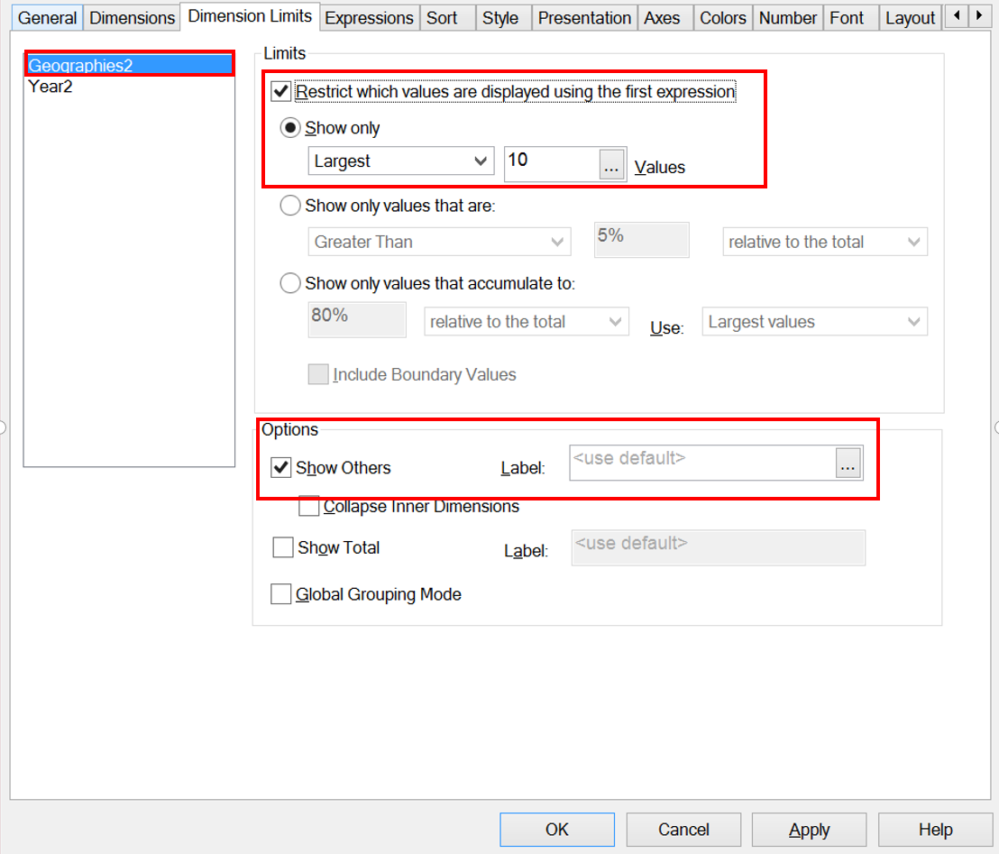 General Dimensions Dimension Limits Expressions Sort Style Presentation Axes Colors Number Font Layout
Geographies2
Year2
Limits
Restrict which values are displayed using the first expression
Show only
Largest 10 ... Values
Show only values that are:
Greater Than 5% relative to the total
Show only values that accumulate to:
80% relative to the total Use: Largest values
Include Boundary Values
Options
Show Others Label: <use default> ...
Collapse Inner Dimensions
Show Total Label: <use default>
Global Grouping Mode
OK Cancel Apply Help